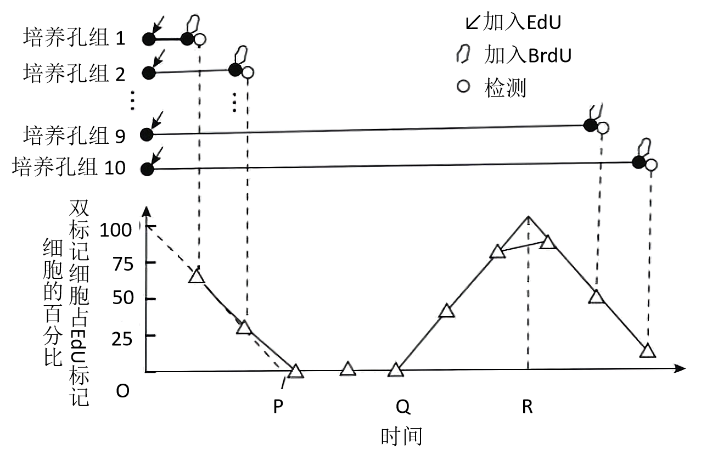 培养孔组 1
培养孔组 2
培养孔组 9
培养孔组 10
加入EdU
加入BrdU
检测
双标记细胞占EdU标记
细胞的百分比
100
75
50
25
O
P
Q
R
时间